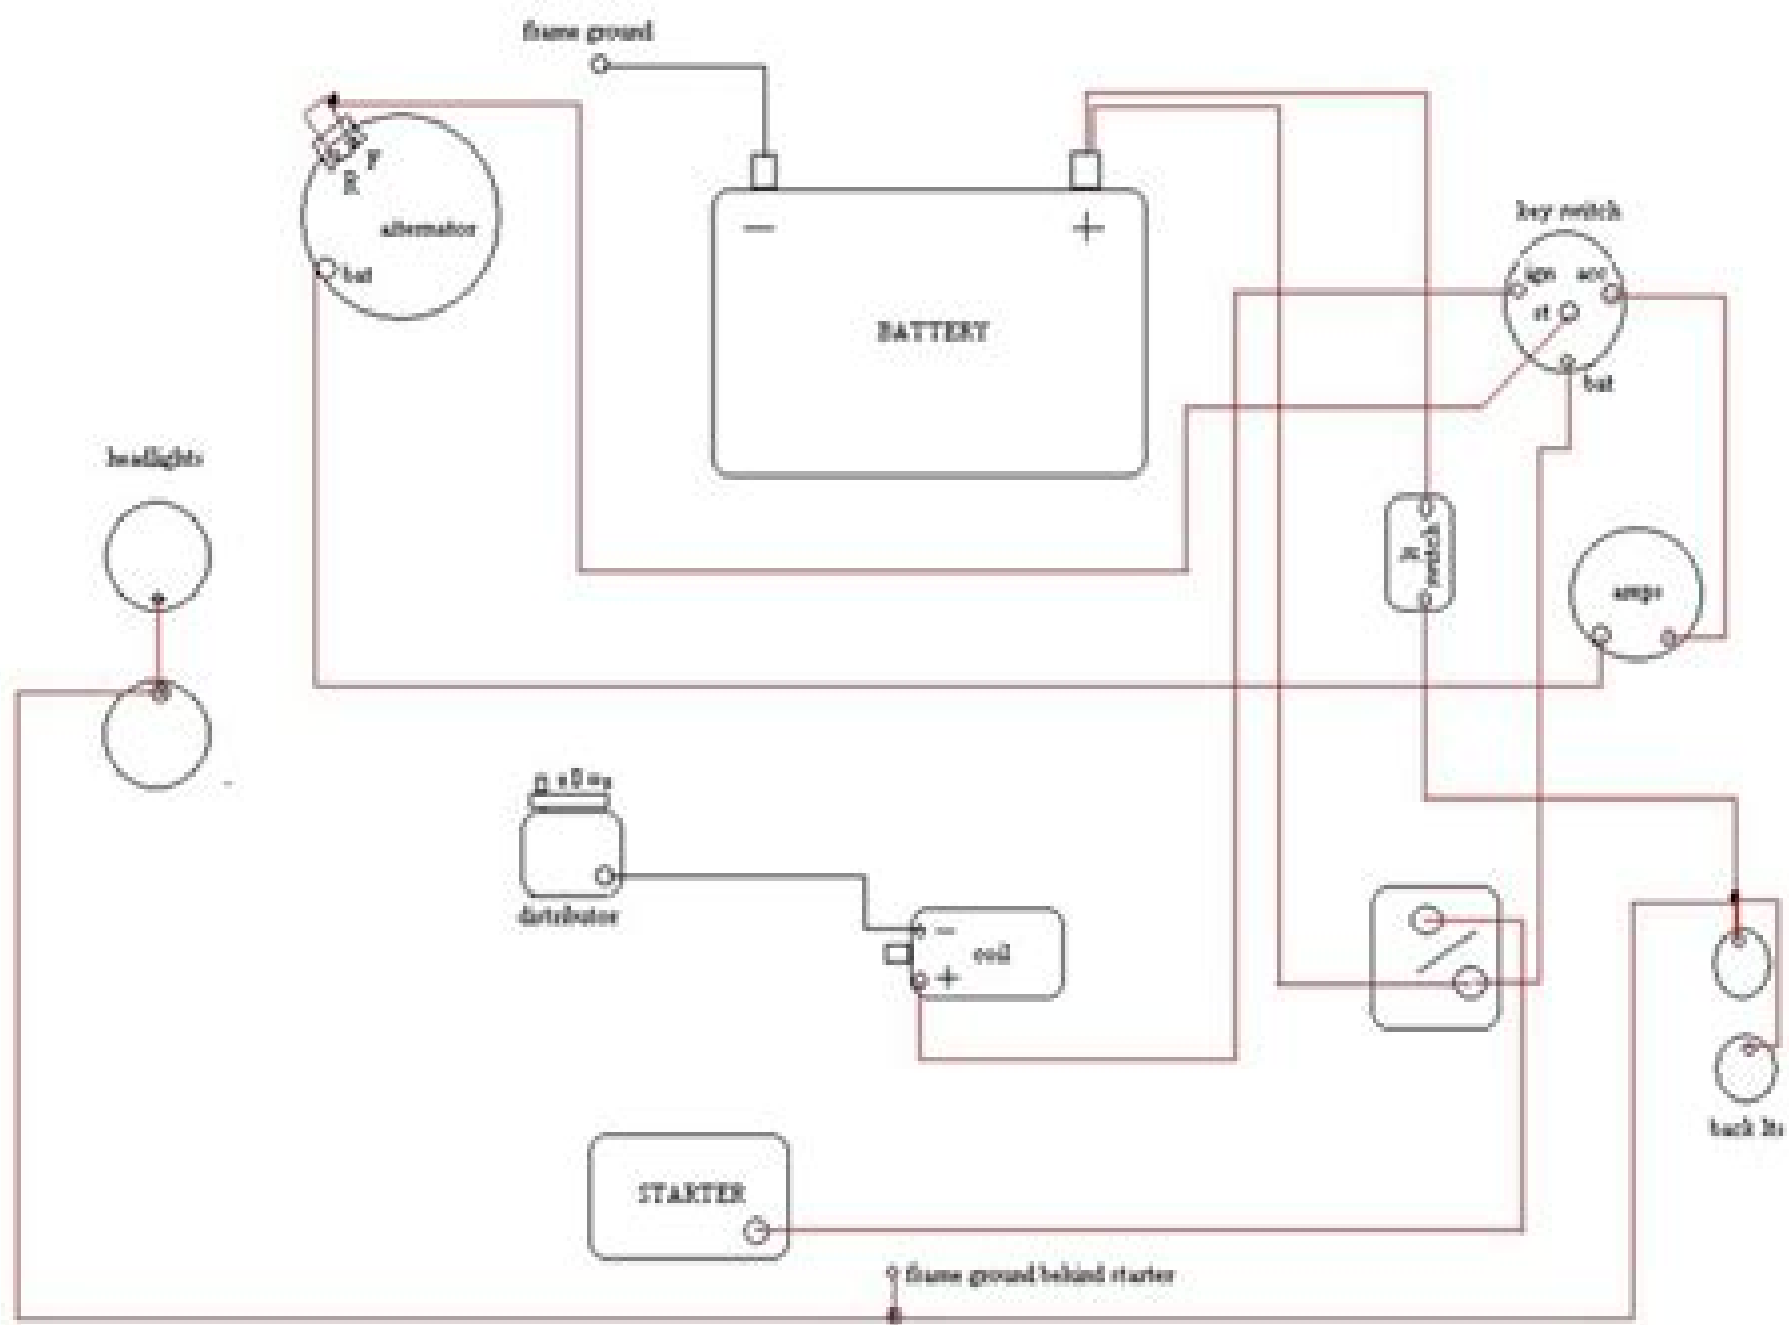 frame ground
F
R
alternator
bat
BATTERY
−
+
key switch
ign acc
st
bat
headlights
switch
amps
distributor
−
coil
+
STARTER
frame ground behind starter
back lts